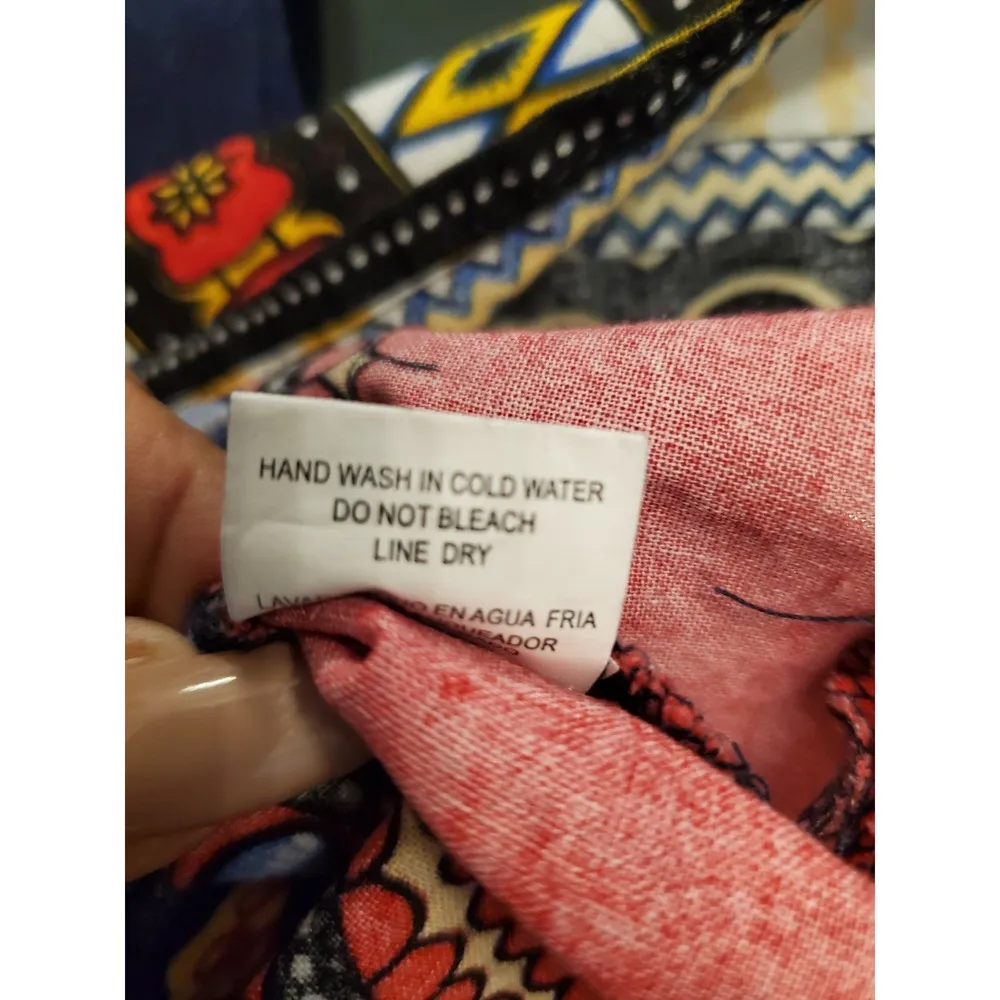 HAND WASH IN COLD WATER
DO NOT BLEACH
LINE DRY
EN AGUA FRIA